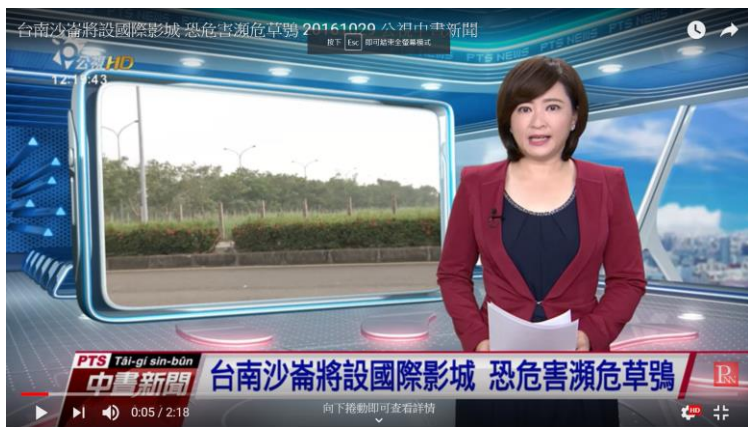 台南沙崙將設國際影城 恐危害瀕危草鴞 20161029 公視中晝新聞
按下 Esc 即可結束全螢幕模式
公視HD
12:19:43
PTS NEWS PTS NEWS
PTS Tâi-gí sin-bûn
中晝新聞
台南沙崙將設國際影城 恐危害瀕危草鴞
PNN
0:05 / 2:18
向下捲動即可查看詳情
HD